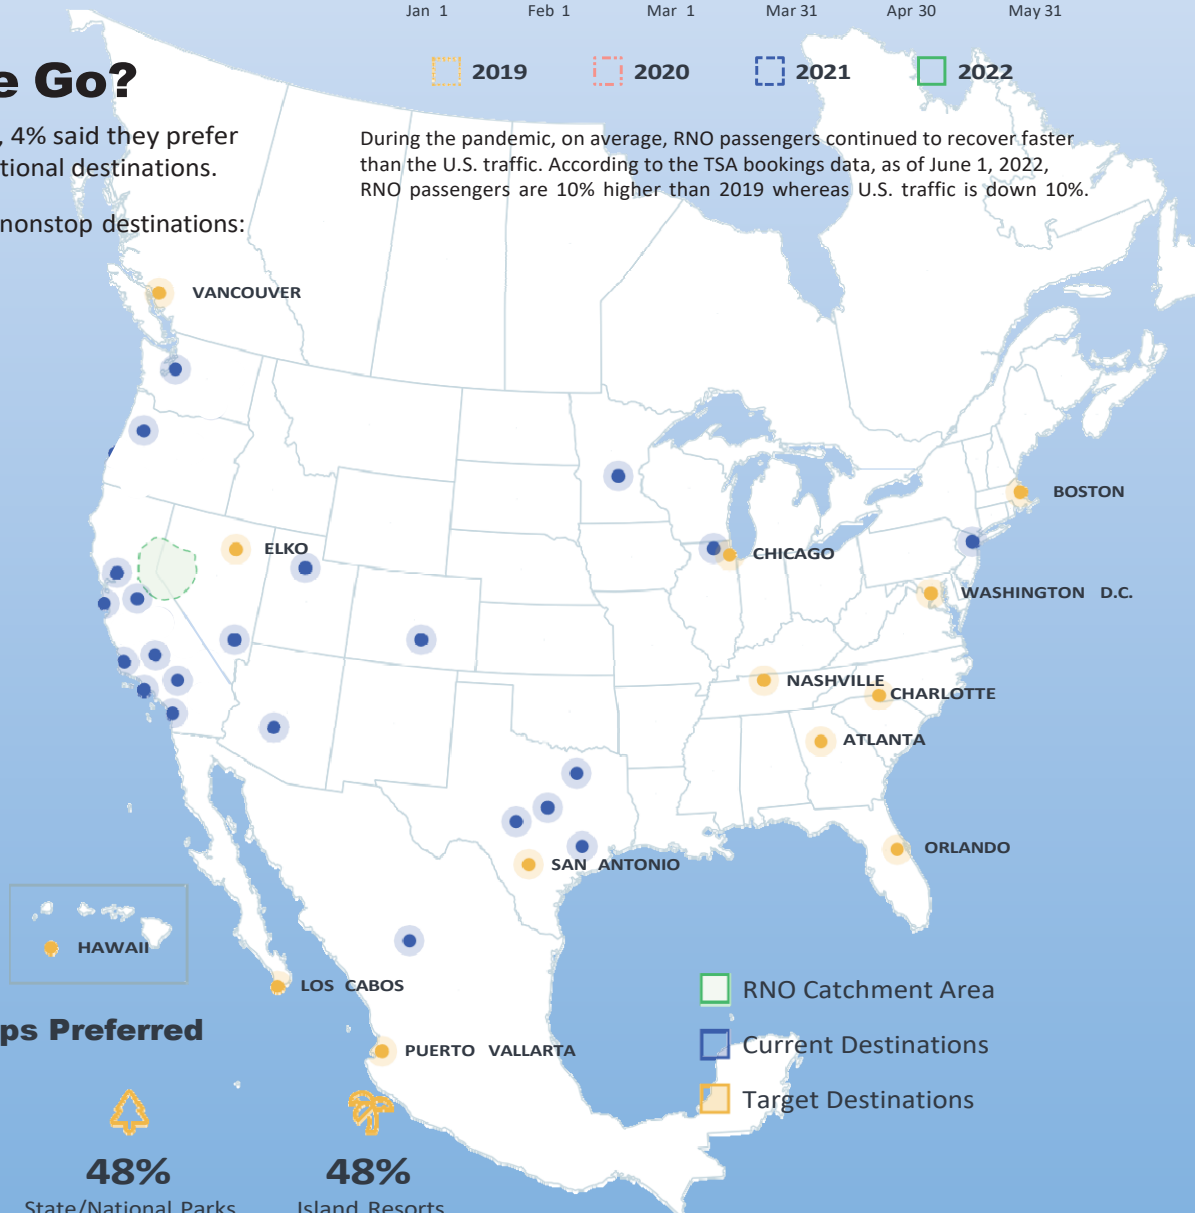 Jan 1 Feb 1 Mar 1 Mar 31 Apr 30 May 31
2019 2020 2021 2022
e Go?
, 4% said they prefer
tional destinations.
nonstop destinations:
During the pandemic, on average, RNO passengers continued to recover faster
than the U.S. traffic. According to the TSA bookings data, as of June 1, 2022,
RNO passengers are 10% higher than 2019 whereas U.S. traffic is down 10%.
VANCOUVER
BOSTON
ELKO
CHICAGO
WASHINGTON D.C.
NASHVILLE
CHARLOTTE
ATLANTA
ORLANDO
SAN ANTONIO
HAWAII
LOS CABOS
PUERTO VALLARTA
RNO Catchment Area
Current Destinations
Target Destinations
ps Preferred
48%
State/National Parks
48%
Island Resorts